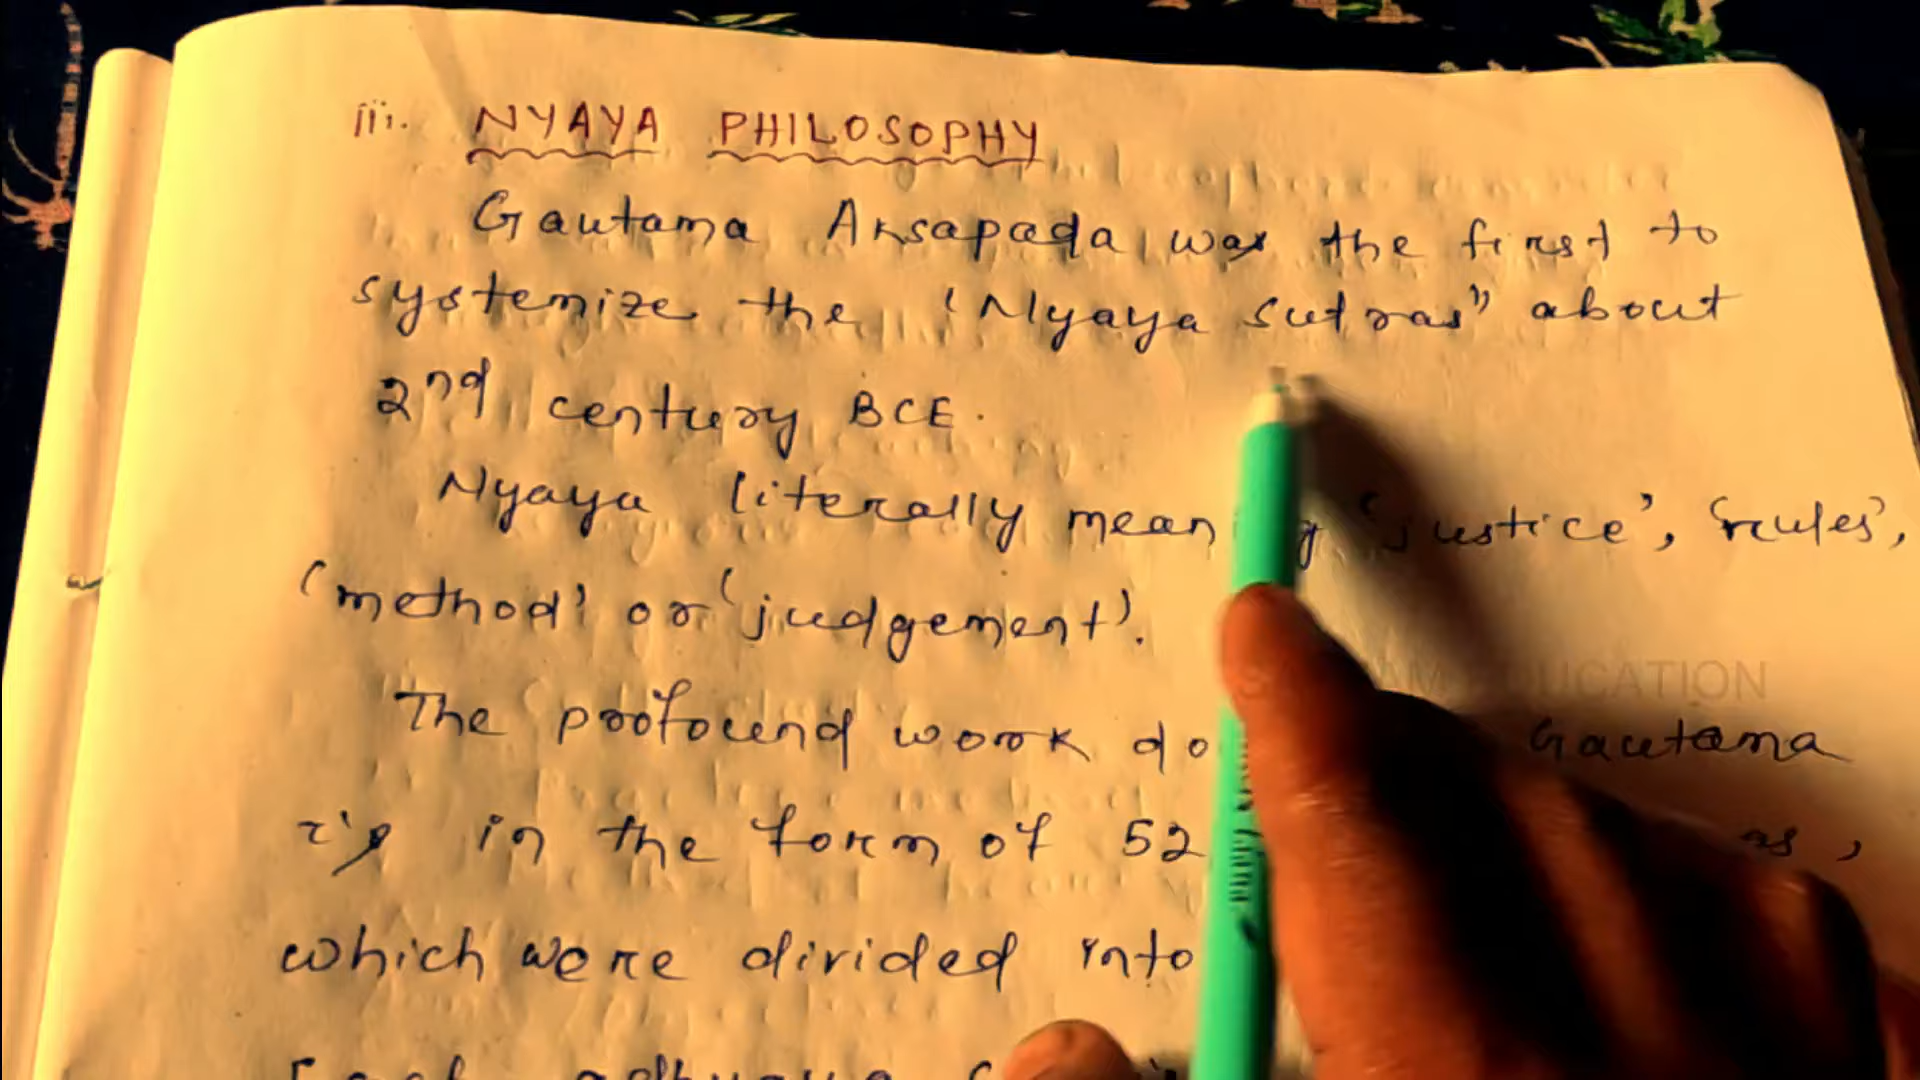 iii. NYAYA PHILOSOPHY
Gautama Aksapada was the first to
systemize the 'Nyaya Sutras" about
2nd century BCE.
Nyaya literally meaning 'justice', 'rules',
'method' or 'judgement'.
The profound work Gautama
is in the form of 52
which were divided into
EDUCATION